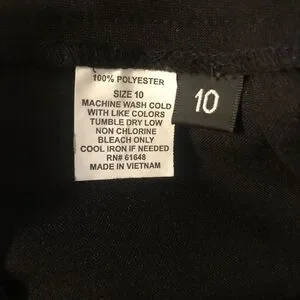 100% POLYESTER
SIZE 10
MACHINE WASH COLD
WITH LIKE COLORS
TUMBLE DRY LOW
NON CHLORINE
BLEACH ONLY
COOL IRON IF NEEDED
RN# 61648
MADE IN VIETNAM
10